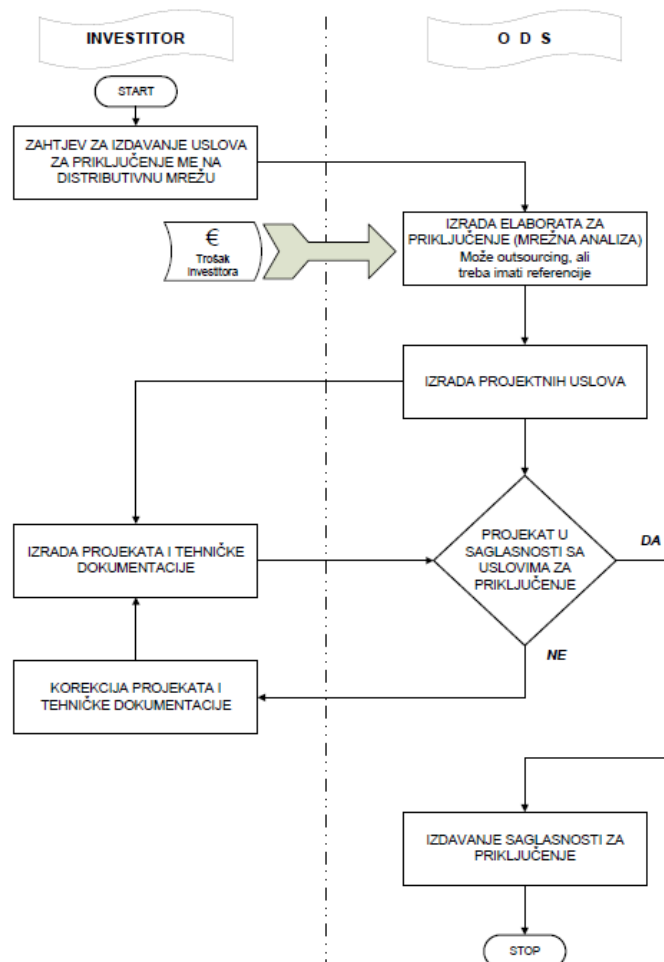 INVESTITOR
O D S
START
ZAHTJEV ZA IZDAVANJE USLOVA
ZA PRIKLJUČENJE ME NA
DISTRIBUTIVNU MREŽU
IZRADA ELABORATA ZA
PRIKLJUČENJE (MREŽNA ANALIZA)
Može outsourcing, ali
treba imati referencije
€
Trošak
Investitora
IZRADA PROJEKTNIH USLOVA
IZRADA PROJEKATA I TEHNIČKE
DOKUMENTACIJE
PROJEKAT U
SAGLASNOSTI SA
USLOVIMA ZA
PRIKLJUČENJE
DA
NE
KOREKCIJA PROJEKATA I
TEHNIČKE DOKUMENTACIJE
IZDAVANJE SAGLASNOSTI ZA
PRIKLJUČENJE
STOP